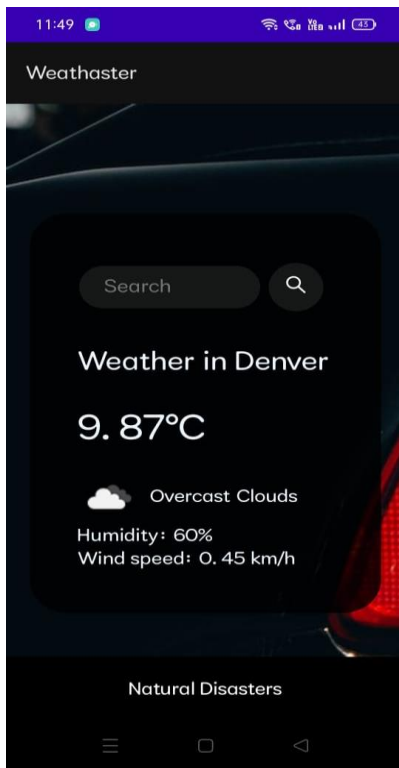 11:49
43
Weathaster
Search
Weather in Denver
9. 87°C
Overcast Clouds
Humidity: 60%
Wind speed: 0. 45 km/h
Natural Disasters